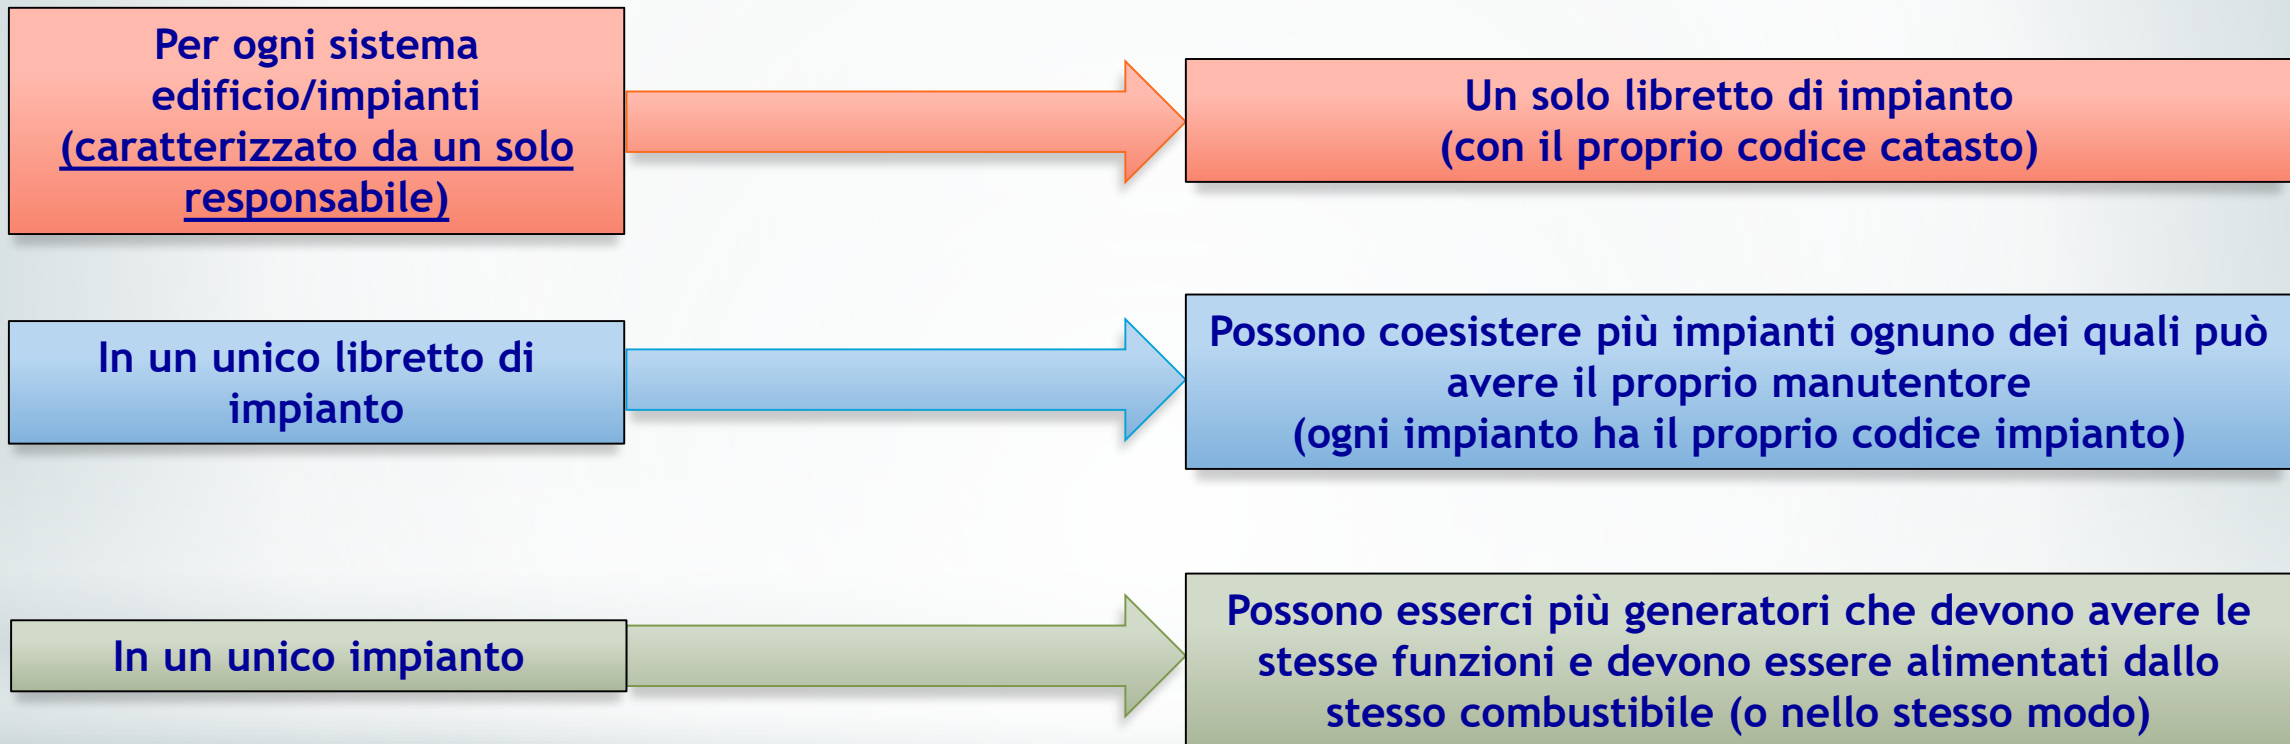 Per ogni sistema
edificio/impianti
(caratterizzato da un solo
responsabile)
Un solo libretto di impianto
(con il proprio codice catasto)
In un unico libretto di
impianto
Possono coesistere più impianti ognuno dei quali può
avere il proprio manutentore
(ogni impianto ha il proprio codice impianto)
In un unico impianto
Possono esserci più generatori che devono avere le
stesse funzioni e devono essere alimentati dallo
stesso combustibile (o nello stesso modo)